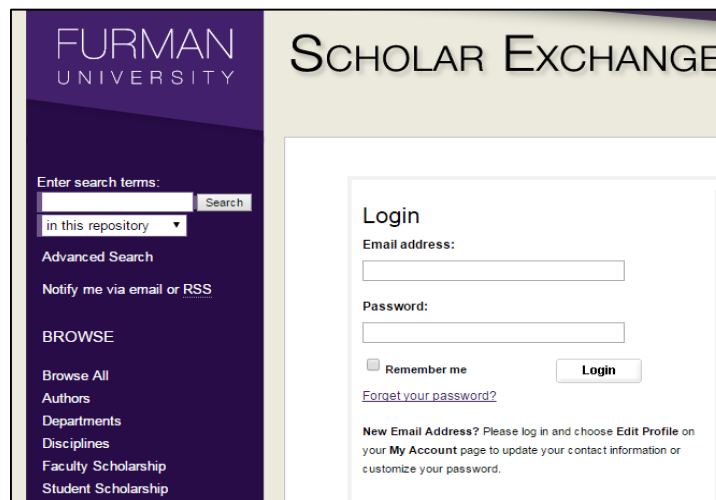 FURMAN
UNIVERSITY
SCHOLAR EXCHANGE
Enter search terms:
Search
in this repository
Advanced Search
Notify me via email or RSS
BROWSE
Browse All
Authors
Departments
Disciplines
Faculty Scholarship
Student Scholarship
Login
Email address:
Password:
Remember me
Login
Forget your password?
New Email Address? Please log in and choose Edit Profile on
your My Account page to update your contact information or
customize your password.